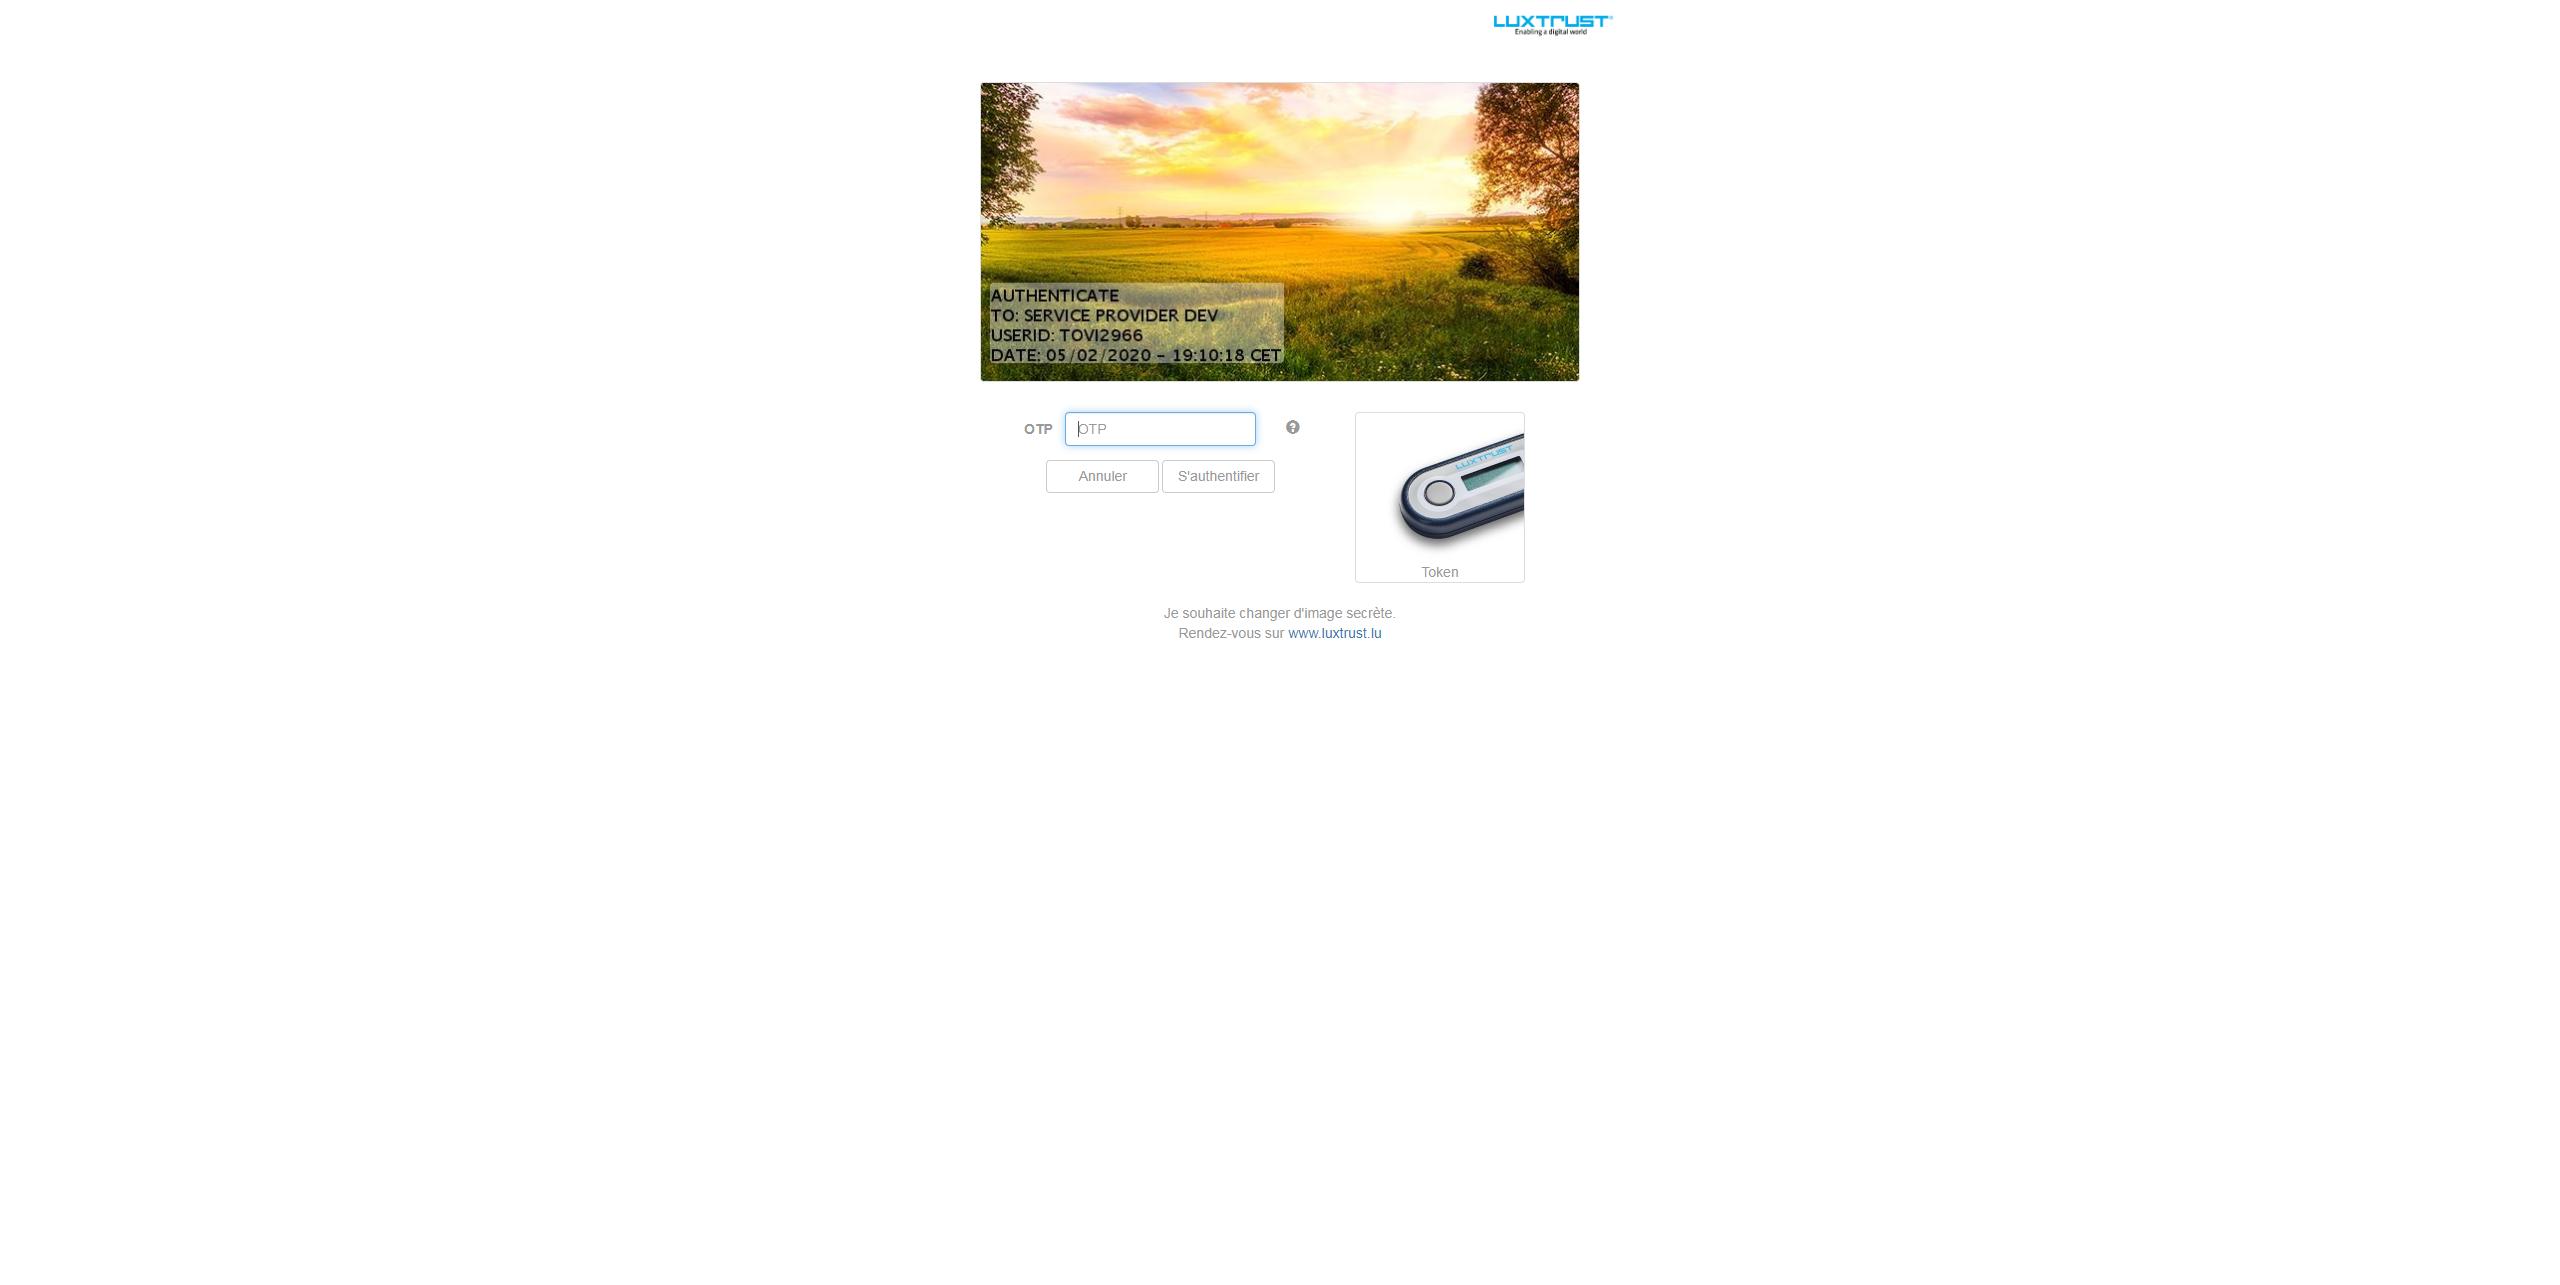 LUXTRUST
Enabling a digital world
AUTHENTICATE
TO: SERVICE PROVIDER DEV
USERID: TOVI2966
DATE: 05/02/2020 - 19:10:18 CET
OTP
OTP
Annuler
S'authentifier
LUXTRUST
Token
Je souhaite changer d'image secrète.
Rendez-vous sur www.luxtrust.lu